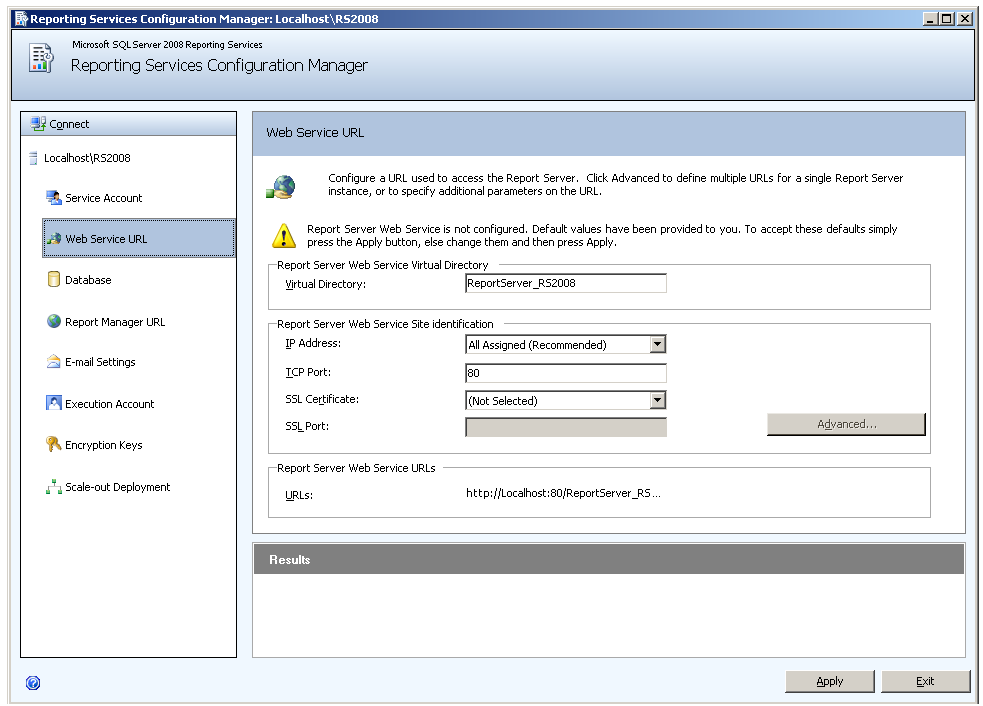 Reporting Services Configuration Manager: Localhost\RS2008
Microsoft SQL Server 2008 Reporting Services
Reporting Services Configuration Manager
Connect
Localhost\RS2008
Service Account
Web Service URL
Database
Report Manager URL
E-mail Settings
Execution Account
Encryption Keys
Scale-out Deployment
Web Service URL
Configure a URL used to access the Report Server. Click Advanced to define multiple URLs for a single Report Server
instance, or to specify additional parameters on the URL.
Report Server Web Service is not configured. Default values have been provided to you. To accept these defaults simply
press the Apply button, else change them and then press Apply.
Report Server Web Service Virtual Directory
Virtual Directory: ReportServer_RS2008
Report Server Web Service Site identification
IP Address: All Assigned (Recommended)
TCP Port: 80
SSL Certificate: (Not Selected)
SSL Port:
Advanced...
Report Server Web Service URLs
URLs: http://Localhost:80/ReportServer_RS...
Results
Apply Exit